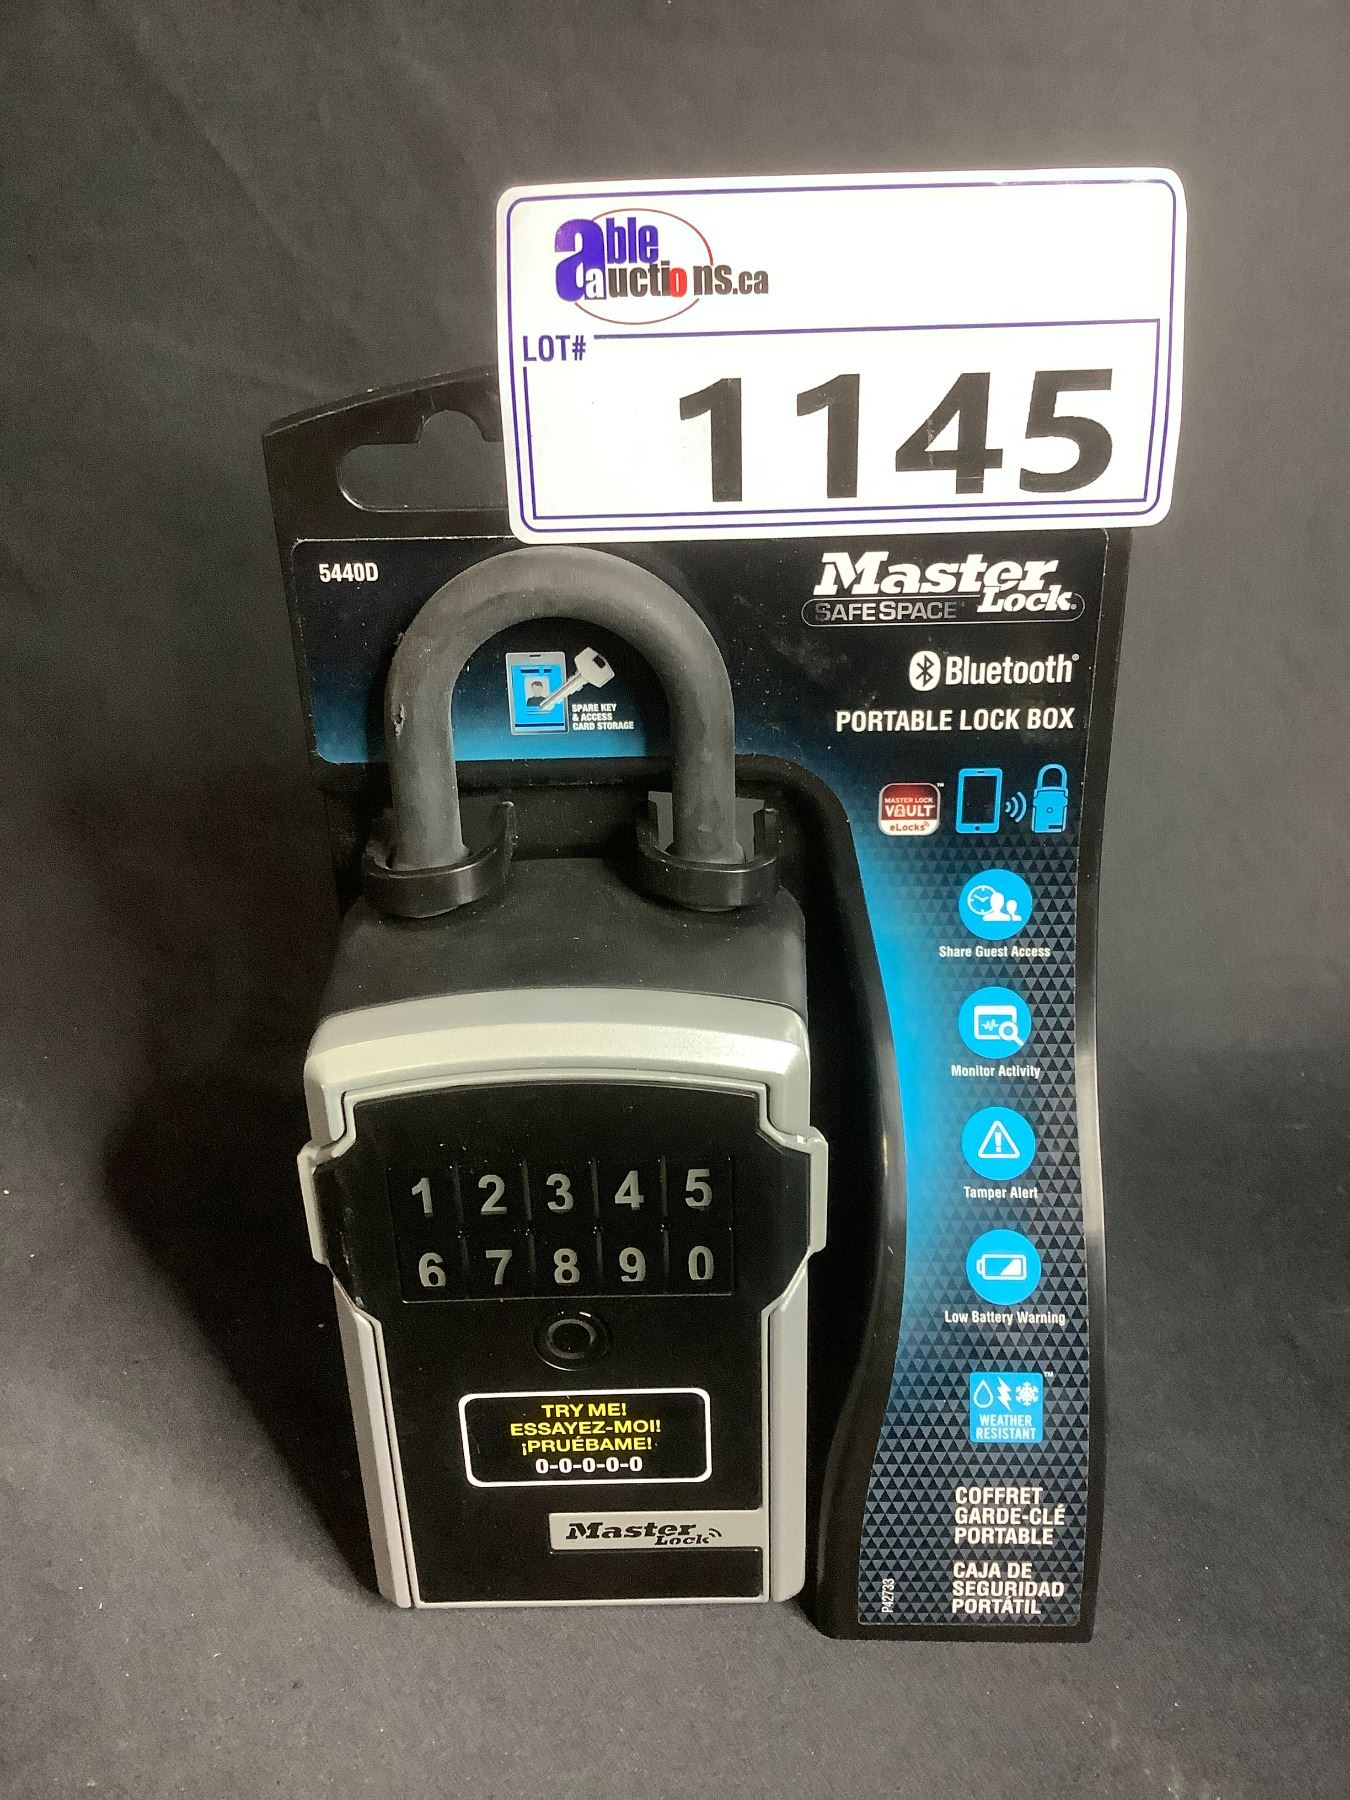 able
auctions.ca
LOT#
1145
5440D
Master Lock®
SAFESPACE
Bluetooth®
PORTABLE LOCK BOX
SPARE KEY
& ACCESS
CARD STORAGE
MASTER LOCK
VAULT™
eLocks
Share Guest Access
Monitor Activity
Tamper Alert
Low Battery Warning
WEATHER
RESISTANT™
COFFRET
GARDE-CLÉ
PORTABLE
CAJA DE
SEGURIDAD
PORTÁTIL
P42733
1 2 3 4 5
6 7 8 9 0
TRY ME!
ESSAYEZ-MOI!
¡PRUÉBAME!
0-0-0-0-0
Master Lock